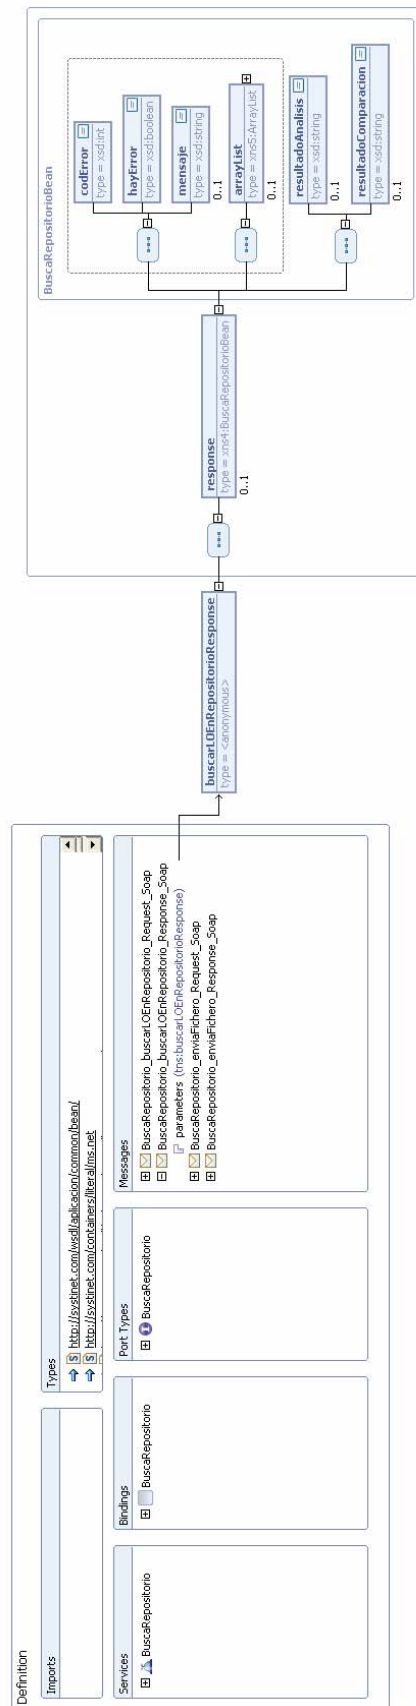 Definition
Imports
Types
http://systinet.com/wsdl/aplicacion/common/bean/
http://systinet.com/containers/literal/ms.net
Services
BuscaRepositorio
Bindings
BuscaRepositorio
Port Types
BuscaRepositorio
Messages
BuscaRepositorio_buscarLOEnRepositorio_Request_Soap
BuscaRepositorio_buscarLOEnRepositorio_Response_Soap
parameters (tns:buscarLOEnRepositorioResponse)
BuscaRepositorio_enviaFichero_Request_Soap
BuscaRepositorio_enviaFichero_Response_Soap
buscarLOEnRepositorioResponse
type = <anonymous>
response
type = xns4:BuscaRepositorioBean
0..1
BuscaRepositorioBean
codError
type = xsd:int
hayError
type = xsd:boolean
mensaje
type = xsd:string
0..1
arrayList
type = xns5:ArrayList
0..1
resultadoAnalisis
type = xsd:string
0..1
resultadoComparacion
type = xsd:string
0..1